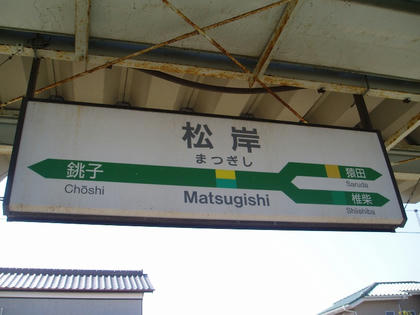 松岸
まつぎし
Matsugishi
銚子
Chōshi
猿田
Saruda
椎柴
Shiishiba